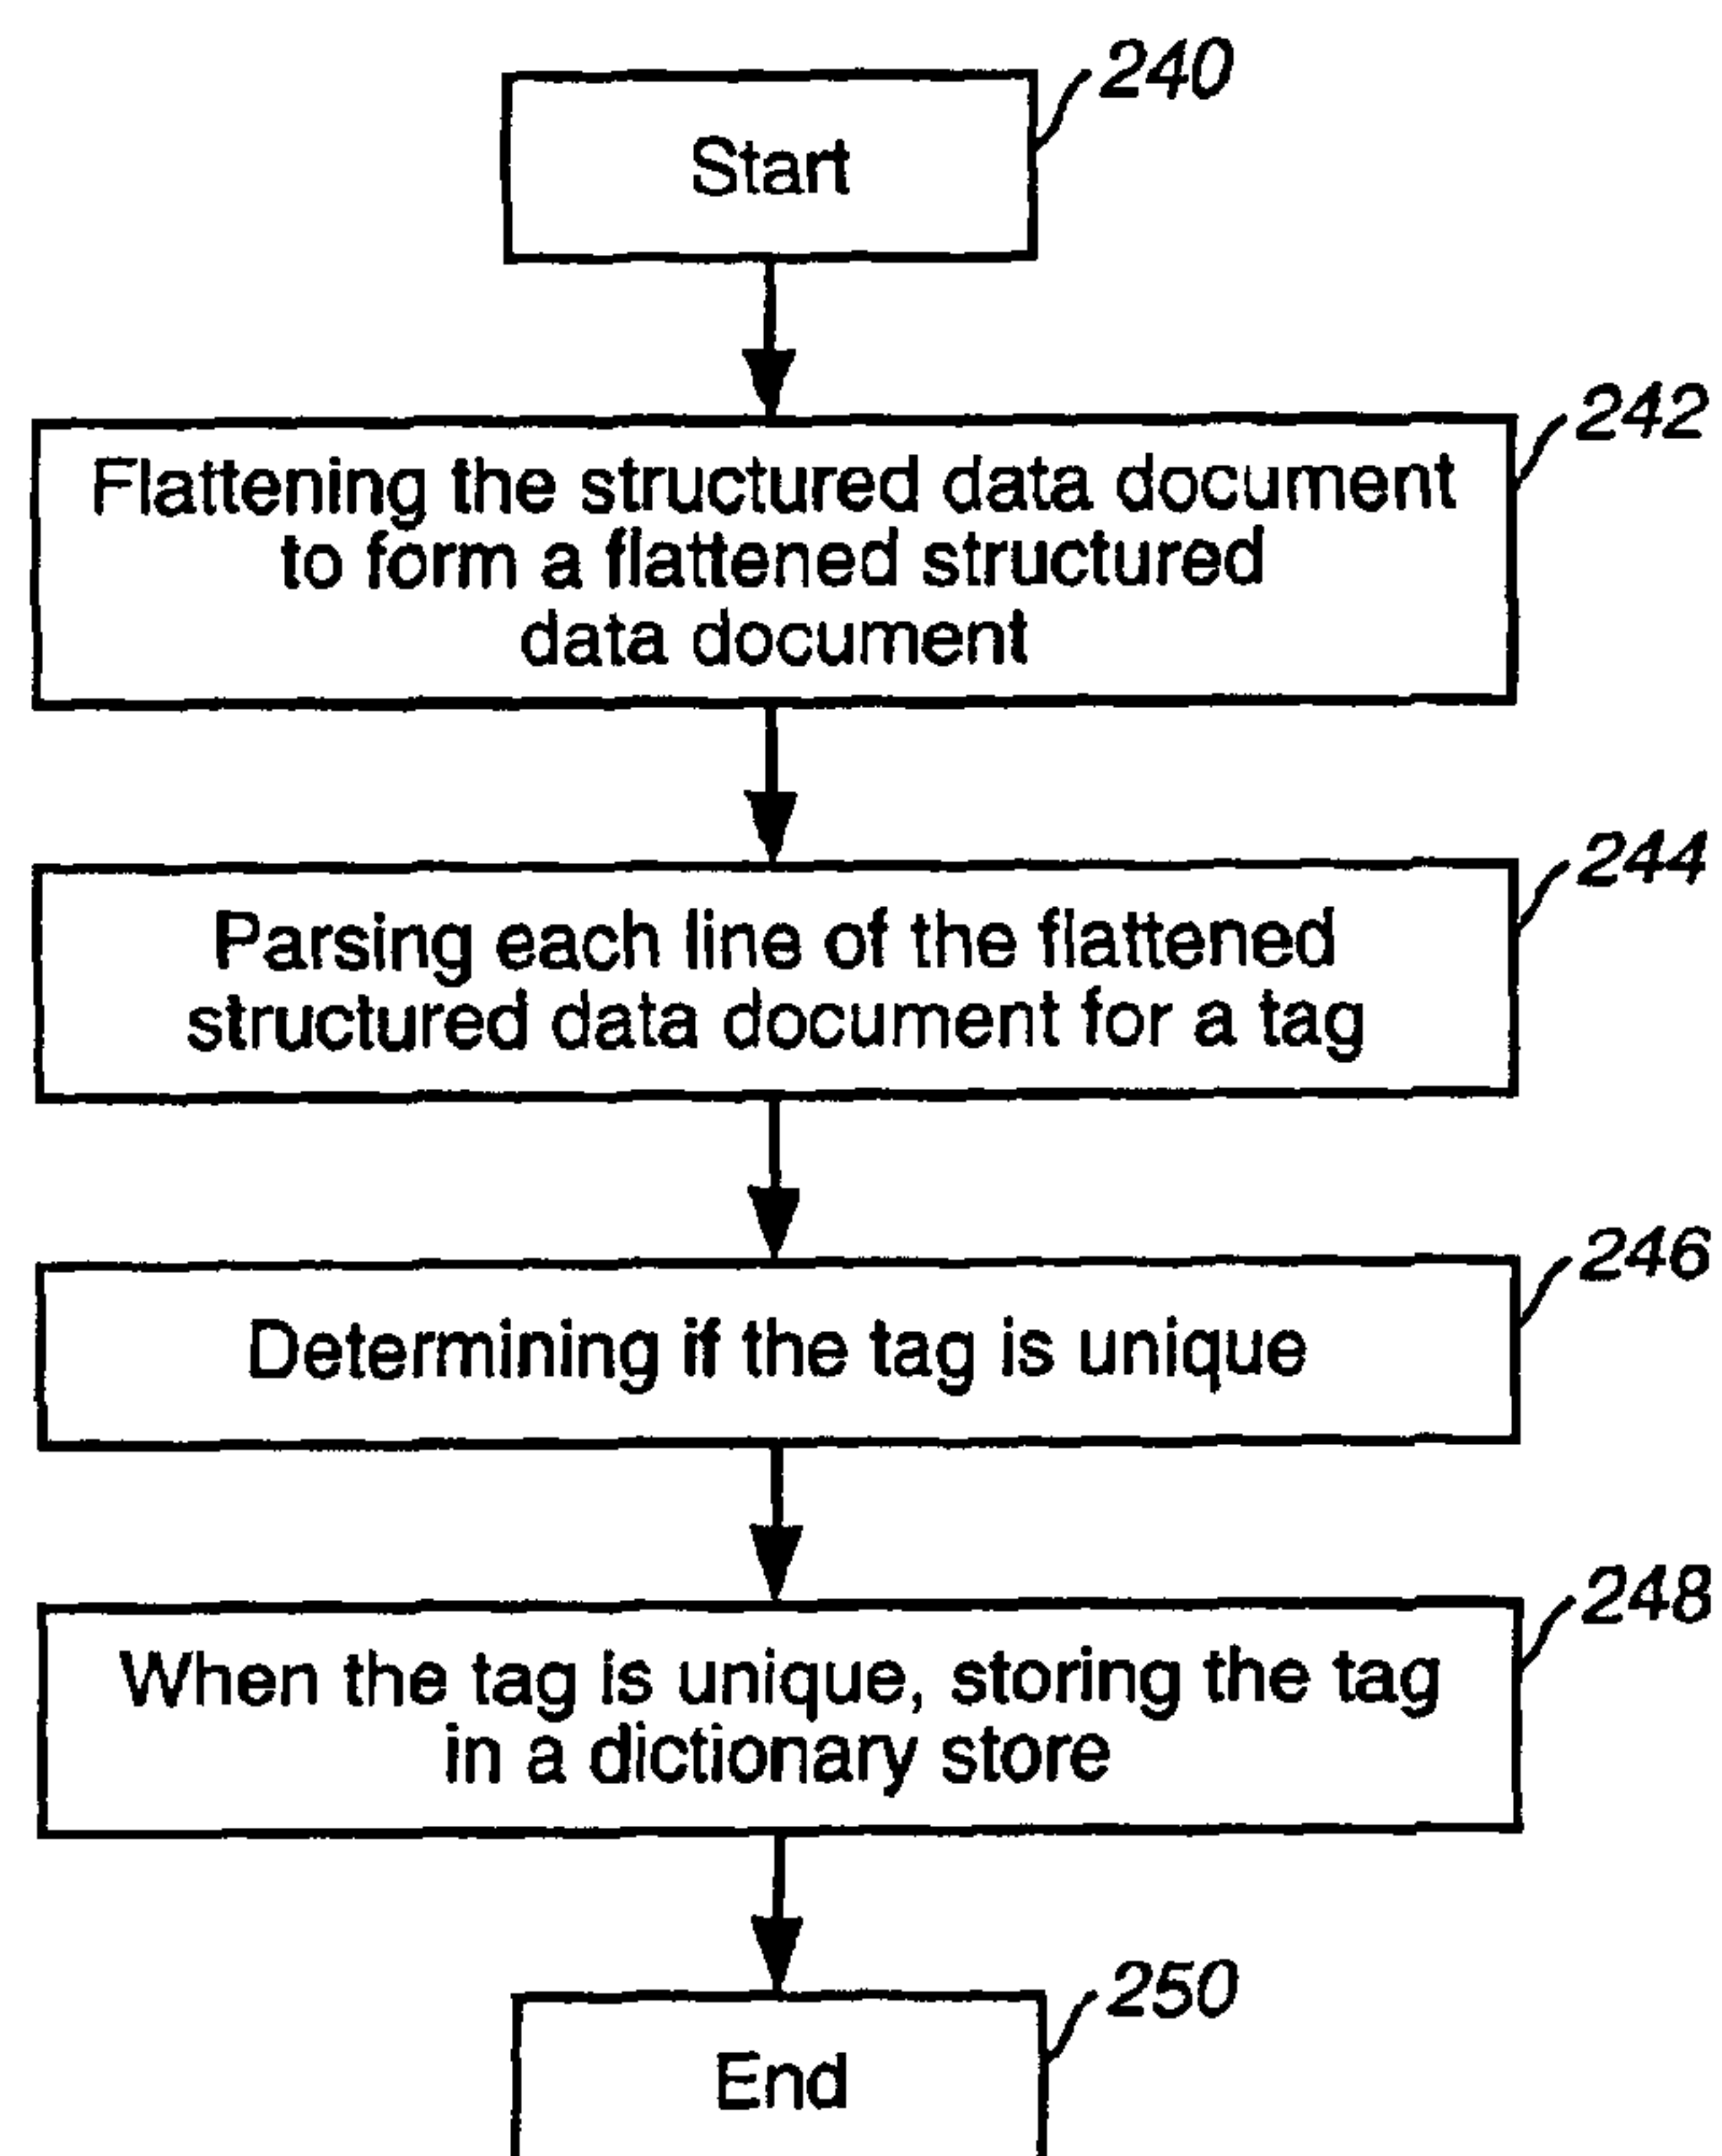 240
Start
242
Flattening the structured data document
to form a flattened structured
data document
244
Parsing each line of the flattened
structured data document for a tag
246
Determining if the tag is unique
248
When the tag is unique, storing the tag
in a dictionary store
250
End